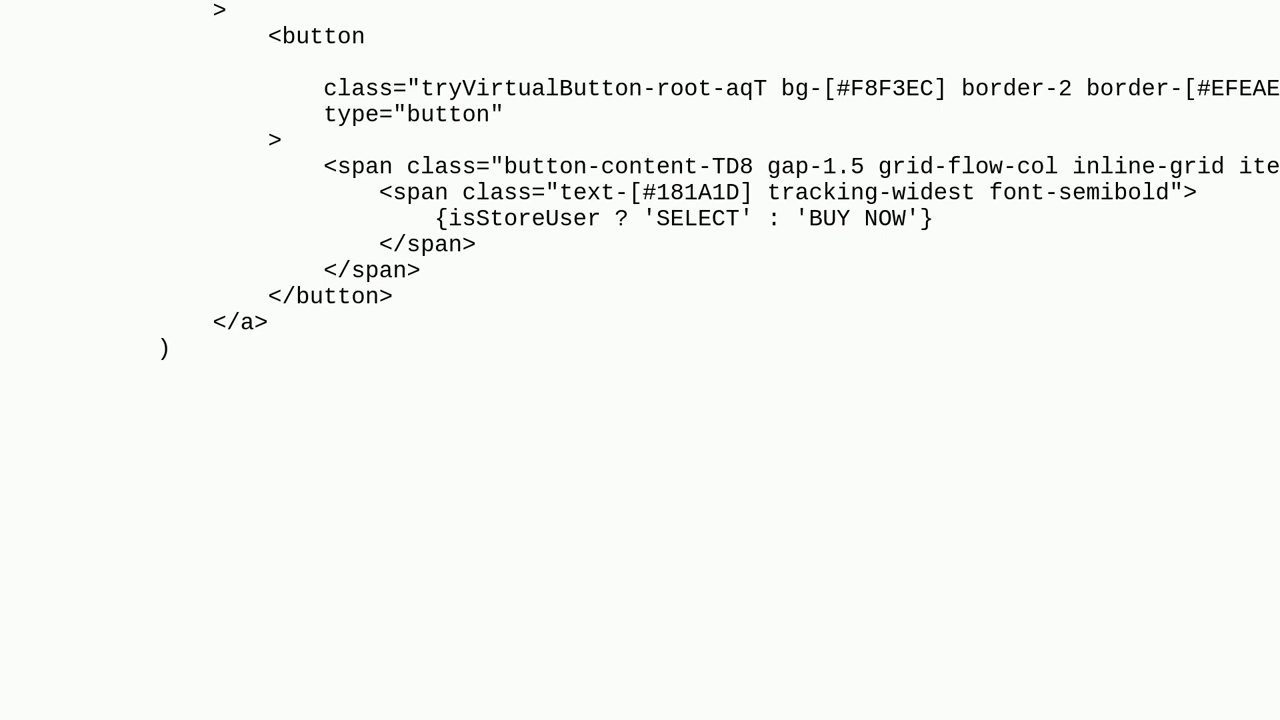 >
<button
class="tryVirtualButton-root-aqT bg-[#F8F3EC] border-2 border-[#EFEAE
type="button"
>
<span class="button-content-TD8 gap-1.5 grid-flow-col inline-grid ite
<span class="text-[#181A1D] tracking-widest font-semibold">
{isStoreUser ? 'SELECT' : 'BUY NOW'}
</span>
</span>
</button>
</a>
)